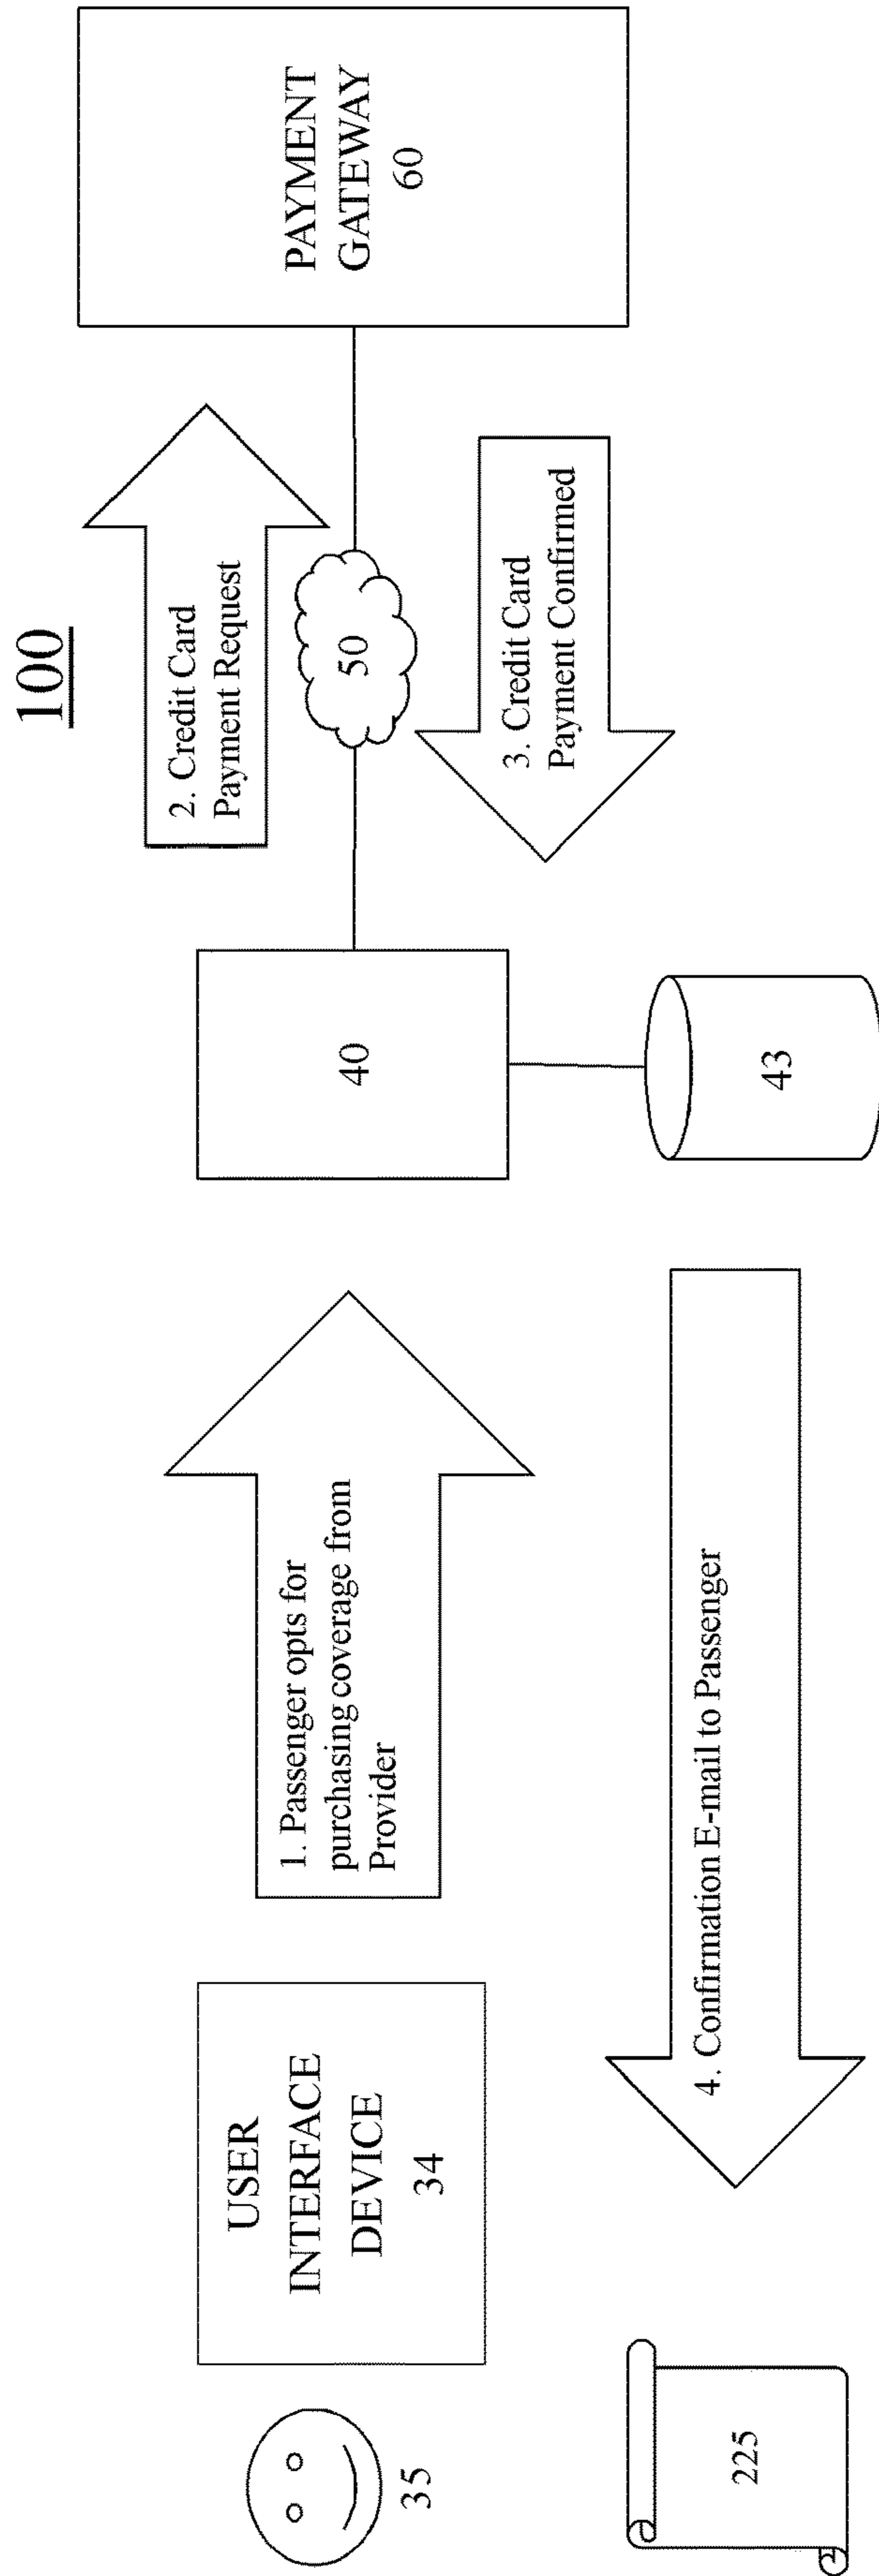 100
35
USER
INTERFACE
DEVICE
34
1. Passenger opts for
purchasing coverage from
Provider
40
43
2. Credit Card
Payment Request
50
3. Credit Card
Payment Confirmed
PAYMENT
GATEWAY
60
225
4. Confirmation E-mail to Passenger